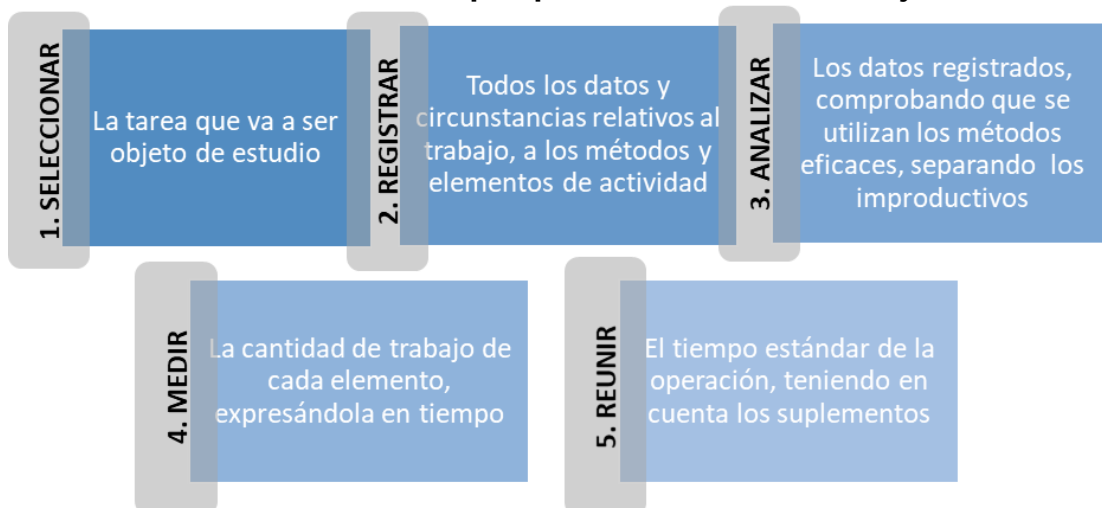 1. SELECCIONAR
La tarea que va a ser
objeto de estudio
2. REGISTRAR
Todos los datos y
circunstancias relativos al
trabajo, a los métodos y
elementos de actividad
3. ANALIZAR
Los datos registrados,
comprobando que se
utilizan los métodos
eficaces, separando los
improductivos
4. MEDIR
La cantidad de trabajo de
cada elemento,
expresándola en tiempo
5. REUNIR
El tiempo estándar de la
operación, teniendo en
cuenta los suplementos